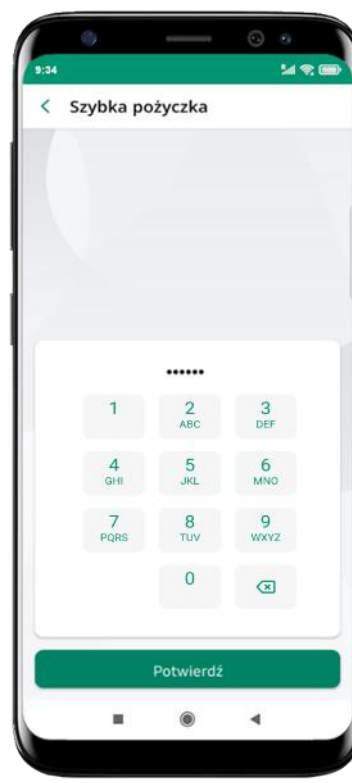 9:34
Szybka pożyczka
••••••
1 2 3
ABC DEF
4 5 6
GHI JKL MNO
7 8 9
PQRS TUV WXYZ
0
Potwierdź